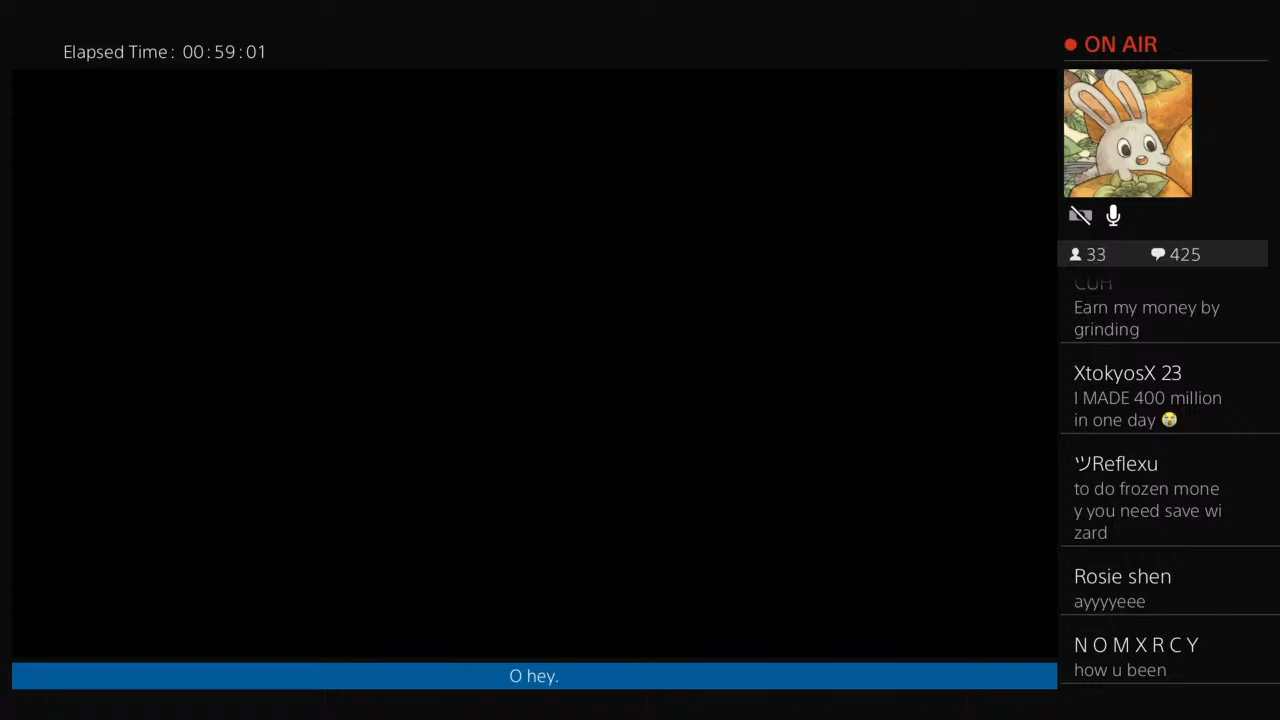 Elapsed Time: 00:59:01
ON AIR
33 425
CUH
Earn my money by
grinding
XtokyosX 23
I MADE 400 million
in one day 😭
ツReflexu
to do frozen mone
y you need save wi
zard
Rosie shen
ayyyyeee
N O M X R C Y
how u been
O hey.